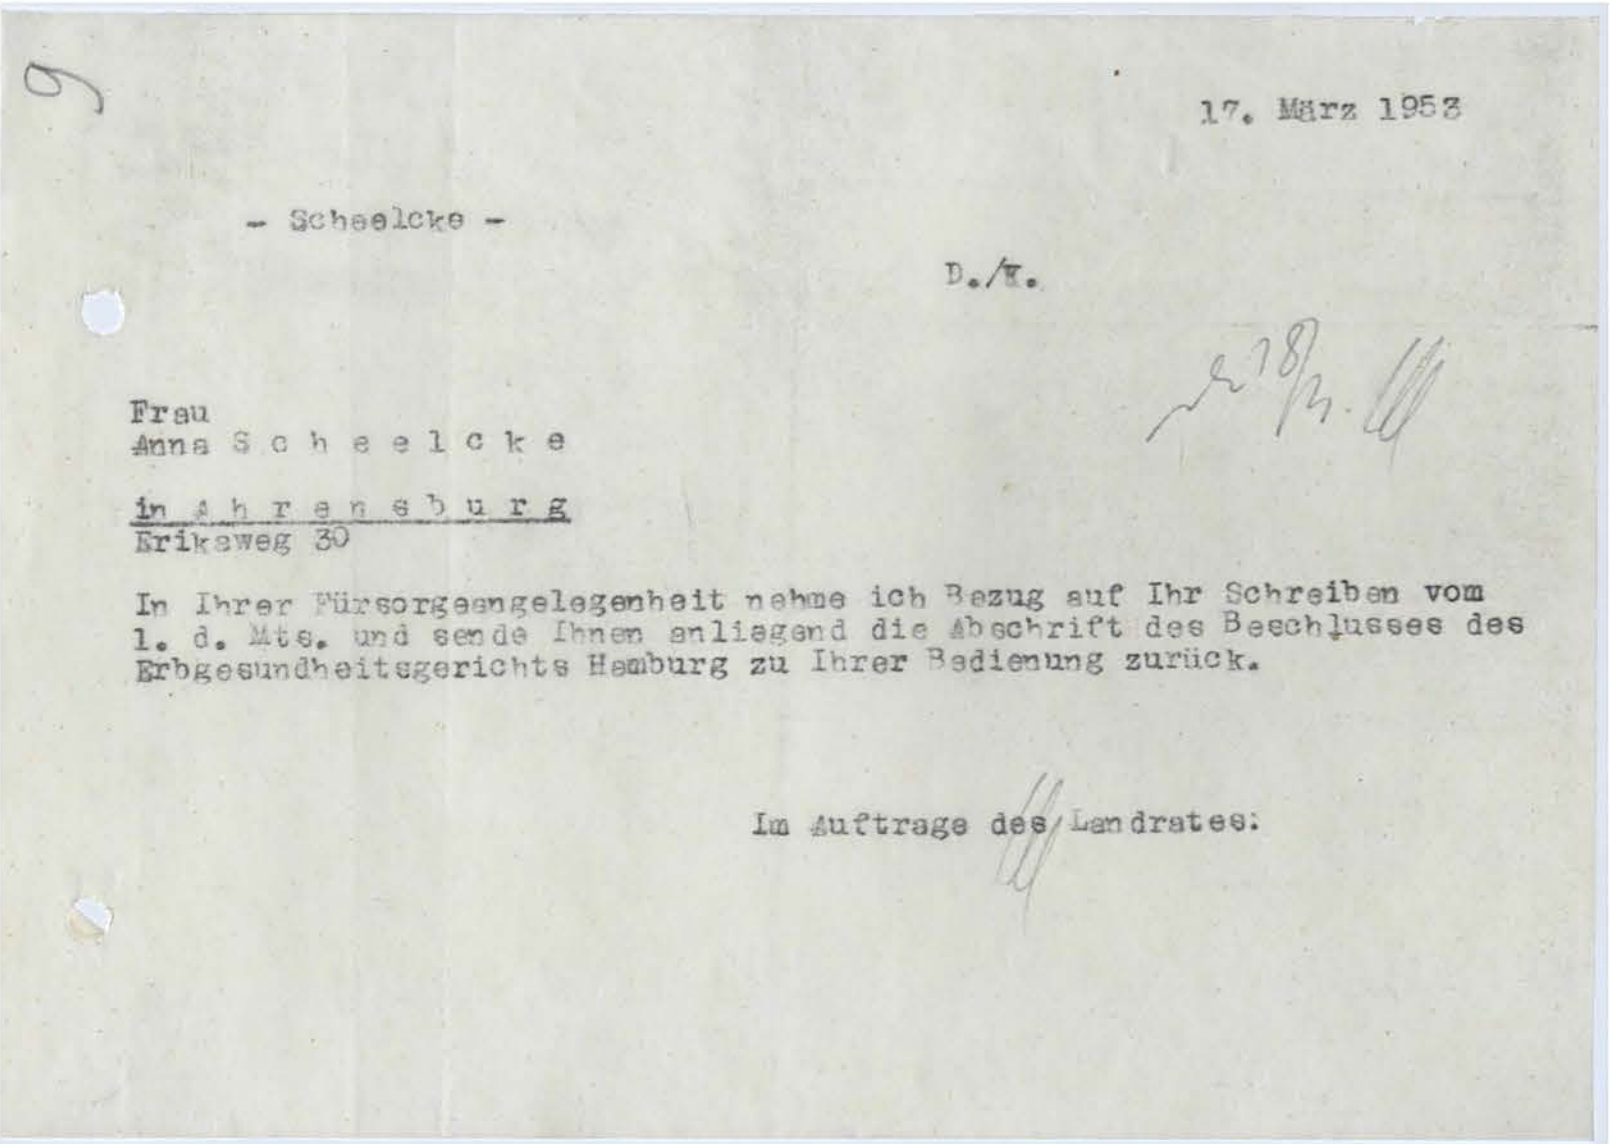 9
17. März 1953
- Scheelcke -
D./K.
Frau
Anna S c h e e l c k e
in A h r e n s b u r g
Erikaweg 30
In Ihrer Fürsorgeangelegenheit nehme ich Bezug auf Ihr Schreiben vom
1. d. Mts. und sende Ihnen anliegend die Abschrift des Beschlusses des
Erbgesundheitsgerichts Hamburg zu Ihrer Bedienung zurück.
Im Auftrage des Landrates: